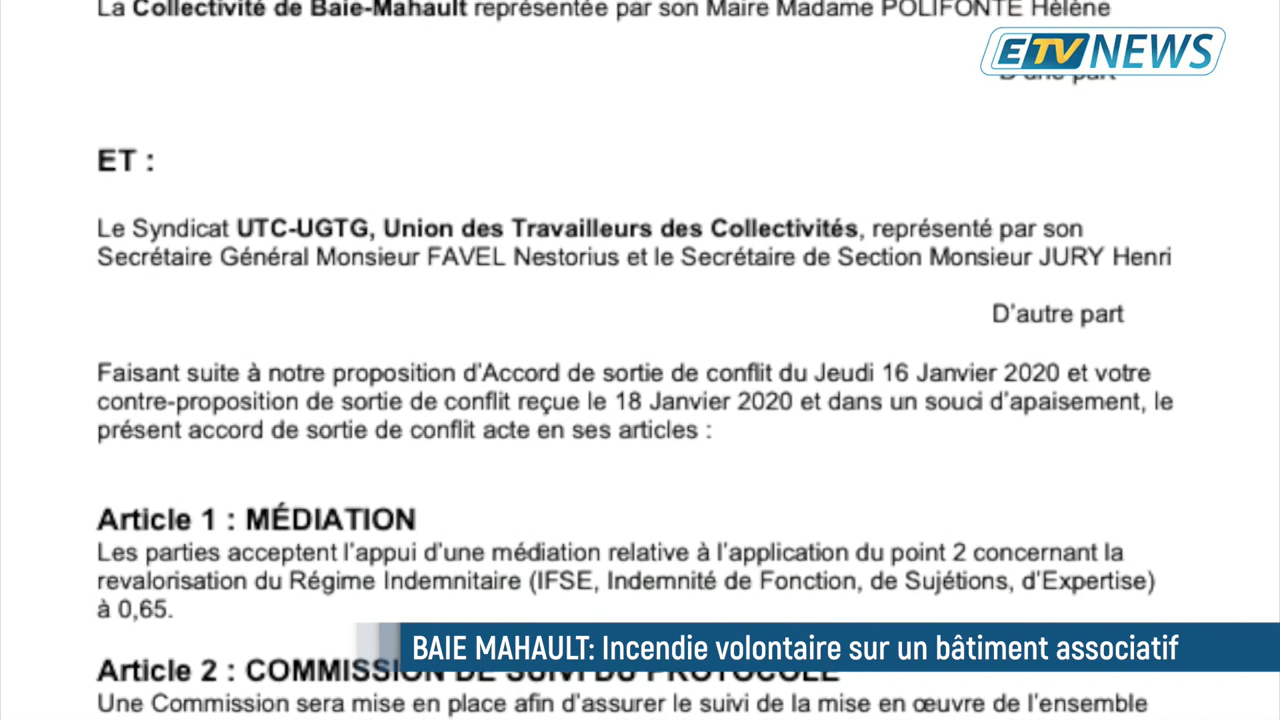 La Collectivité de Baie-Mahault représentée par son Maire Madame POLIFONTE Hélène
ETV NEWS
D'une part
ET :
Le Syndicat UTC-UGTG, Union des Travailleurs des Collectivités, représenté par son
Secrétaire Général Monsieur FAVEL Nestorius et le Secrétaire de Section Monsieur JURY Henri
D'autre part
Faisant suite à notre proposition d'Accord de sortie de conflit du Jeudi 16 Janvier 2020 et votre
contre-proposition de sortie de conflit reçue le 18 Janvier 2020 et dans un souci d'apaisement, le
présent accord de sortie de conflit acte en ses articles :
Article 1 : MÉDIATION
Les parties acceptent l'appui d'une médiation relative à l'application du point 2 concernant la
revalorisation du Régime Indemnitaire (IFSE, Indemnité de Fonction, de Sujétions, d'Expertise)
à 0,65.
BAIE MAHAULT: Incendie volontaire sur un bâtiment associatif
Article 2 : COMMISSION DE SUIVI DU PROTOCOLE
Une Commission sera mise en place afin d'assurer le suivi de la mise en œuvre de l'ensemble